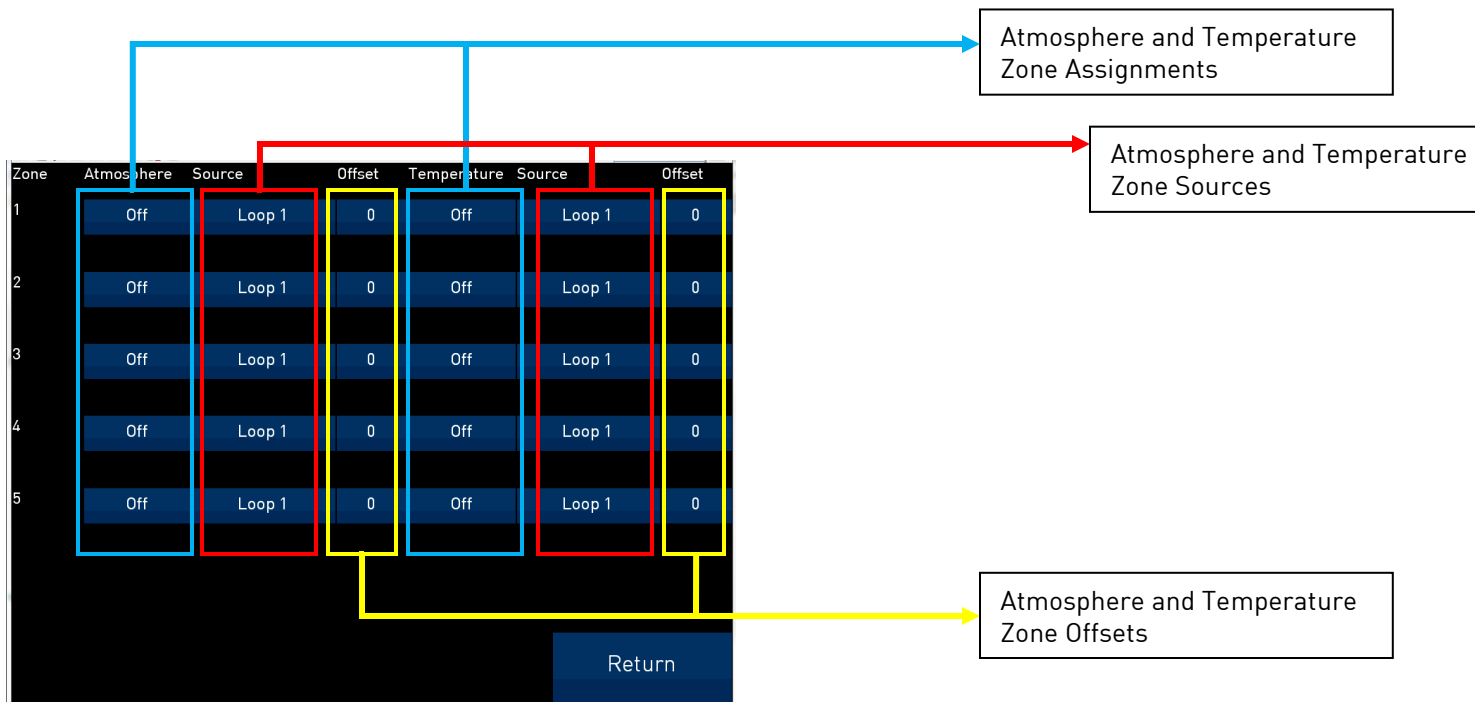 Atmosphere and Temperature
Zone Assignments
Atmosphere and Temperature
Zone Sources
Zone Atmosphere Source Offset Temperature Source Offset
1 Off Loop 1 0 Off Loop 1 0
2 Off Loop 1 0 Off Loop 1 0
3 Off Loop 1 0 Off Loop 1 0
4 Off Loop 1 0 Off Loop 1 0
5 Off Loop 1 0 Off Loop 1 0
Atmosphere and Temperature
Zone Offsets
Return